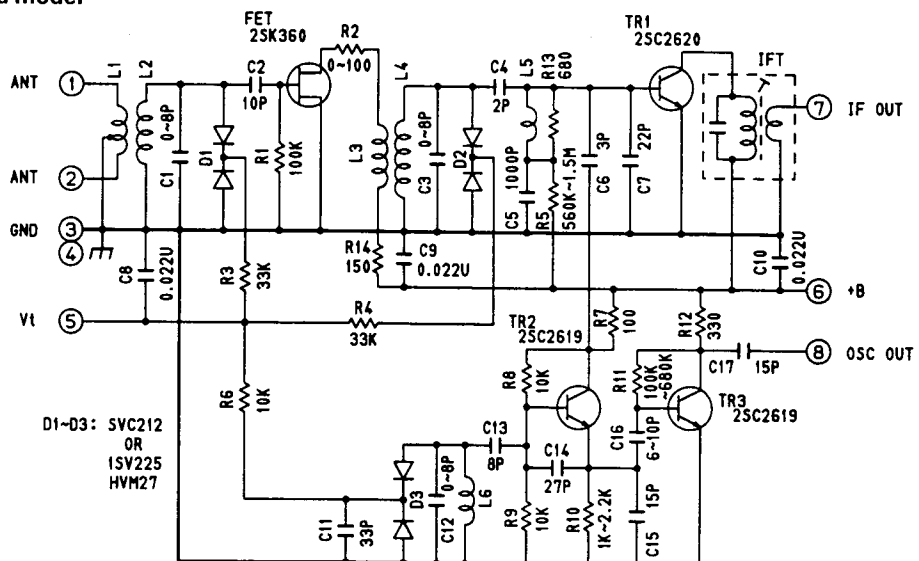 FET
2SK360
TR1
2SC2620
ANT
1
L1
L2
C2
10P
R2
0~100
L4
C4
2P
L5
R13
680
IFT
7
IF OUT
0~8P
C1
D1
R1
100K
L3
0~8P
C3
D2
1000P
C5
R5
560K~1.5M
3P
C6
22P
C7
ANT
2
GND
3
4
C8
0.022U
R3
33K
R14
150
C9
0.022U
C10
0.022U
6
+B
Vt
5
R4
33K
TR2
2SC2619
R7
100
R12
330
8
OSC OUT
C17
15P
R6
10K
R8
10K
R11
100K
~680K
TR3
2SC2619
D1~D3: SVC212
OR
1SV225
HVM27
C13
8P
C16
6~10P
C14
27P
D3
0~8P
C12
L6
C11
33P
R9
10K
R10
1K~2.2K
15P
C15